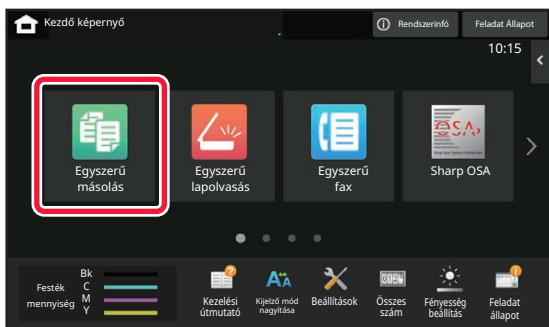 Kezdő képernyő
Rendszerinfó
Feladat Állapot
10:15
Egyszerű
másolás
Egyszerű
lapolvasás
Egyszerű
fax
OSA
Sharp OSA
Festék
mennyiség
Bk
C
M
Y
Kezelési
útmutató
Kijelző mód
nagyítása
Beállítások
Összes
szám
Fényesség
beállítás
Feladat
állapot